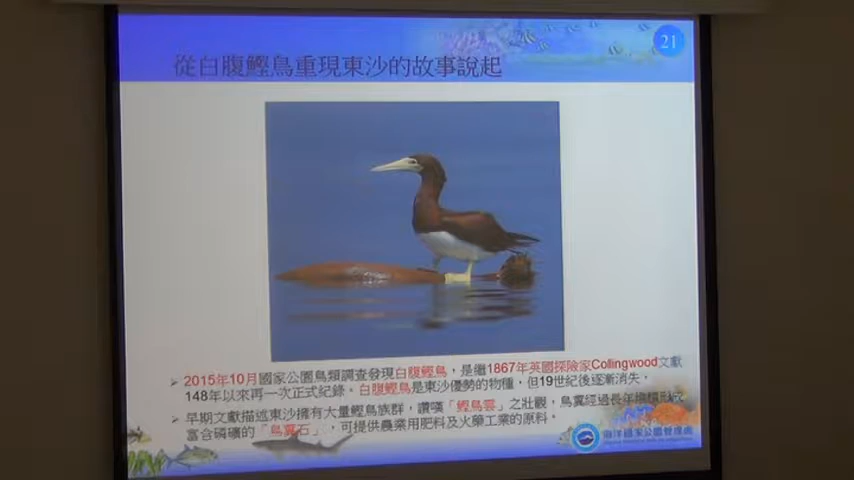 21
從白腹鰹鳥重現東沙的故事說起
➢ 2015年10月國家公園鳥類調查發現白腹鰹鳥，是繼1867年英國探險家Collingwood文獻
148年以來再一次正式紀錄。白腹鰹鳥是東沙優勢的物種，但19世紀後逐漸消失，
➢ 早期文獻描述東沙擁有大量鰹鳥族群，讚嘆「鰹鳥雲」之壯觀，鳥糞經過長年堆積形成
富含磷礦的「鳥糞石」，可提供農業用肥料及火藥工業的原料。
海洋國家公園管理處